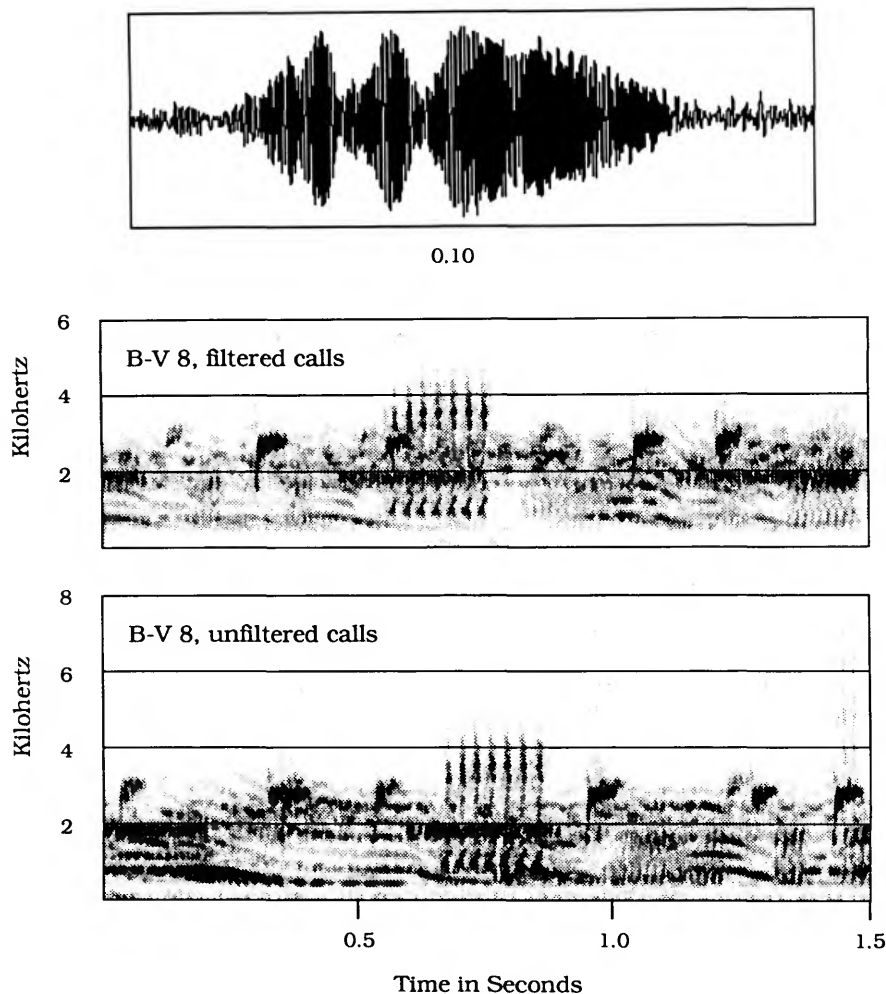 0.10
Kilohertz
6
4
2
B-V 8, filtered calls
Kilohertz
8
6
4
2
B-V 8, unfiltered calls
0.5 1.0 1.5
Time in Seconds